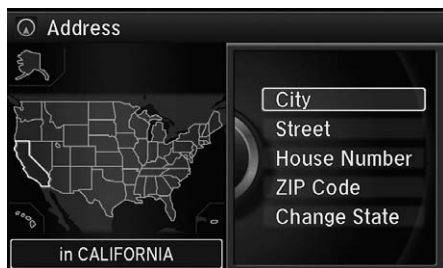 Address
City
Street
House Number
ZIP Code
Change State
in CALIFORNIA